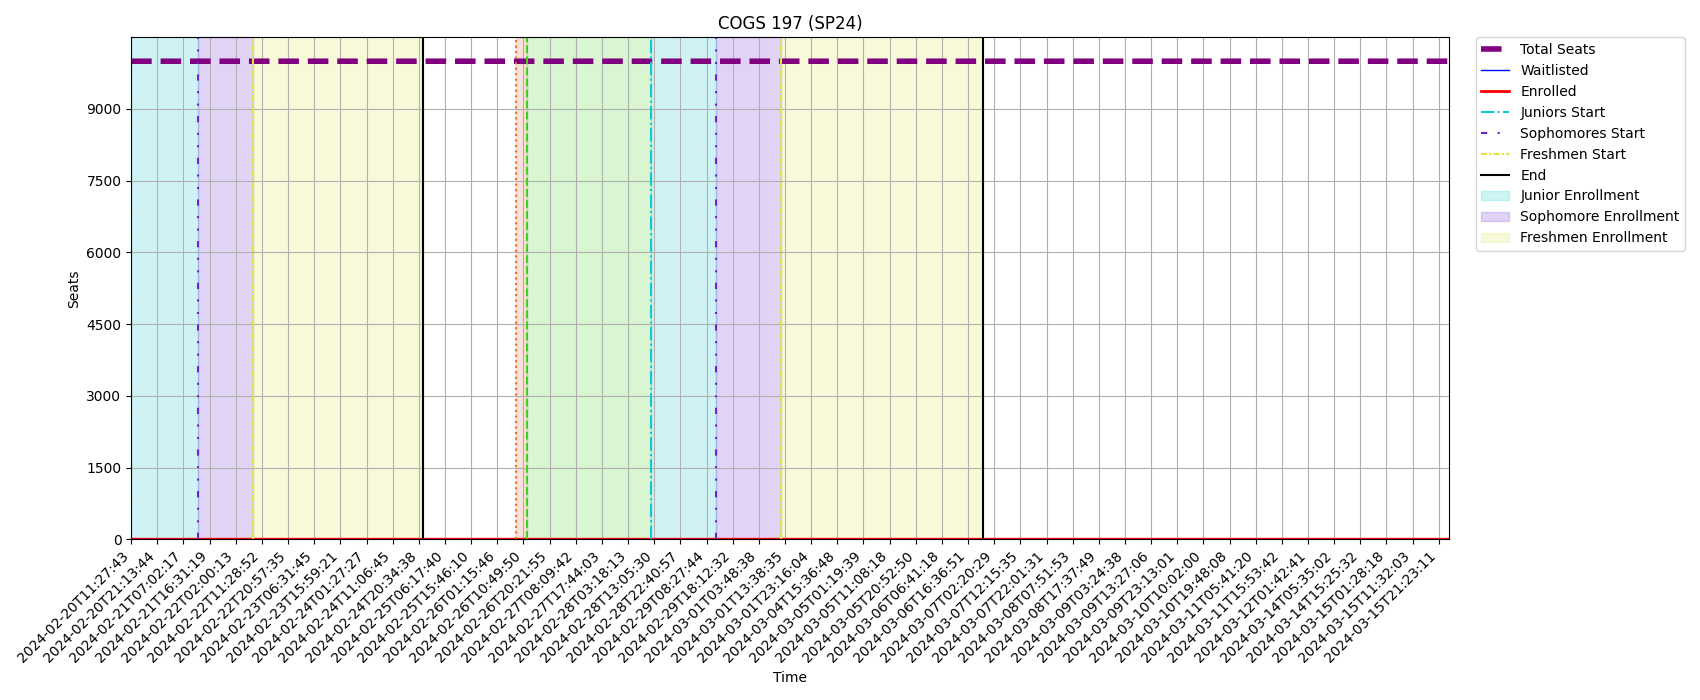 COGS 197 (SP24)
Total Seats
Waitlisted
Enrolled
Juniors Start
Sophomores Start
Freshmen Start
End
Junior Enrollment
Sophomore Enrollment
Freshmen Enrollment
Seats
9000
7500
6000
4500
3000
1500
0
2024-02-20T11:27:43
2024-02-20T21:13:44
2024-02-21T07:02:17
2024-02-21T16:31:19
2024-02-22T02:00:13
2024-02-22T11:28:52
2024-02-22T20:57:35
2024-02-23T06:31:45
2024-02-23T15:59:21
2024-02-24T01:27:27
2024-02-24T11:06:45
2024-02-24T20:34:38
2024-02-25T06:17:40
2024-02-25T15:46:10
2024-02-26T01:15:46
2024-02-26T10:49:50
2024-02-26T20:21:55
2024-02-27T08:09:42
2024-02-27T17:44:03
2024-02-28T03:18:13
2024-02-28T13:05:30
2024-02-28T22:40:57
2024-02-29T08:27:44
2024-02-29T18:12:32
2024-03-01T03:48:38
2024-03-01T13:38:35
2024-03-01T23:16:04
2024-03-04T15:36:48
2024-03-05T01:19:39
2024-03-05T11:08:18
2024-03-05T20:52:50
2024-03-06T06:41:18
2024-03-06T16:36:51
2024-03-07T02:20:29
2024-03-07T12:15:35
2024-03-07T22:01:31
2024-03-08T07:51:53
2024-03-08T17:37:49
2024-03-09T03:24:38
2024-03-09T13:27:06
2024-03-09T23:13:01
2024-03-10T10:02:00
2024-03-10T19:48:08
2024-03-11T05:41:20
2024-03-11T15:53:42
2024-03-12T01:42:41
2024-03-14T05:35:02
2024-03-14T15:25:32
2024-03-15T01:28:18
2024-03-15T11:32:03
2024-03-15T21:23:11
Time